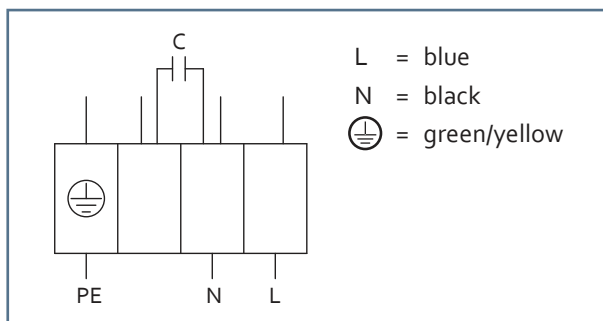 C
L = blue
N = black
⏚ = green/yellow
PE N L